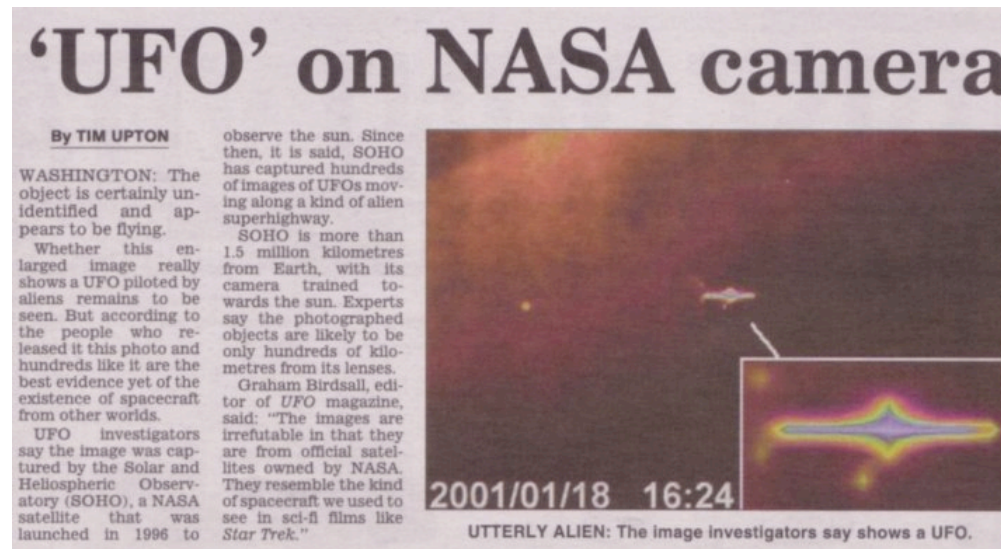 ‘UFO’ on NASA camera
By TIM UPTON
WASHINGTON: The
object is certainly un-
identified and ap-
pears to be flying.
Whether this en-
larged image really
shows a UFO piloted by
aliens remains to be
seen. But according to
the people who re-
leased it this photo and
hundreds like it are the
best evidence yet of the
existence of spacecraft
from other worlds.
UFO investigators
say the image was cap-
tured by the Solar and
Heliospheric Observ-
atory (SOHO), a NASA
satellite that was
launched in 1996 to
observe the sun. Since
then, it is said, SOHO
has captured hundreds
of images of UFOs mov-
ing along a kind of alien
superhighway.
SOHO is more than
1.5 million kilometres
from Earth, with its
camera trained to-
wards the sun. Experts
say the photographed
objects are likely to be
only hundreds of kilo-
metres from its lenses.
Graham Birdsall, edi-
tor of UFO magazine,
said: “The images are
irrefutable in that they
are from official satel-
lites owned by NASA.
They resemble the kind
of spacecraft we used to
see in sci-fi films like
Star Trek.”
2001/01/18 16:24
UTTERLY ALIEN: The image investigators say shows a UFO.